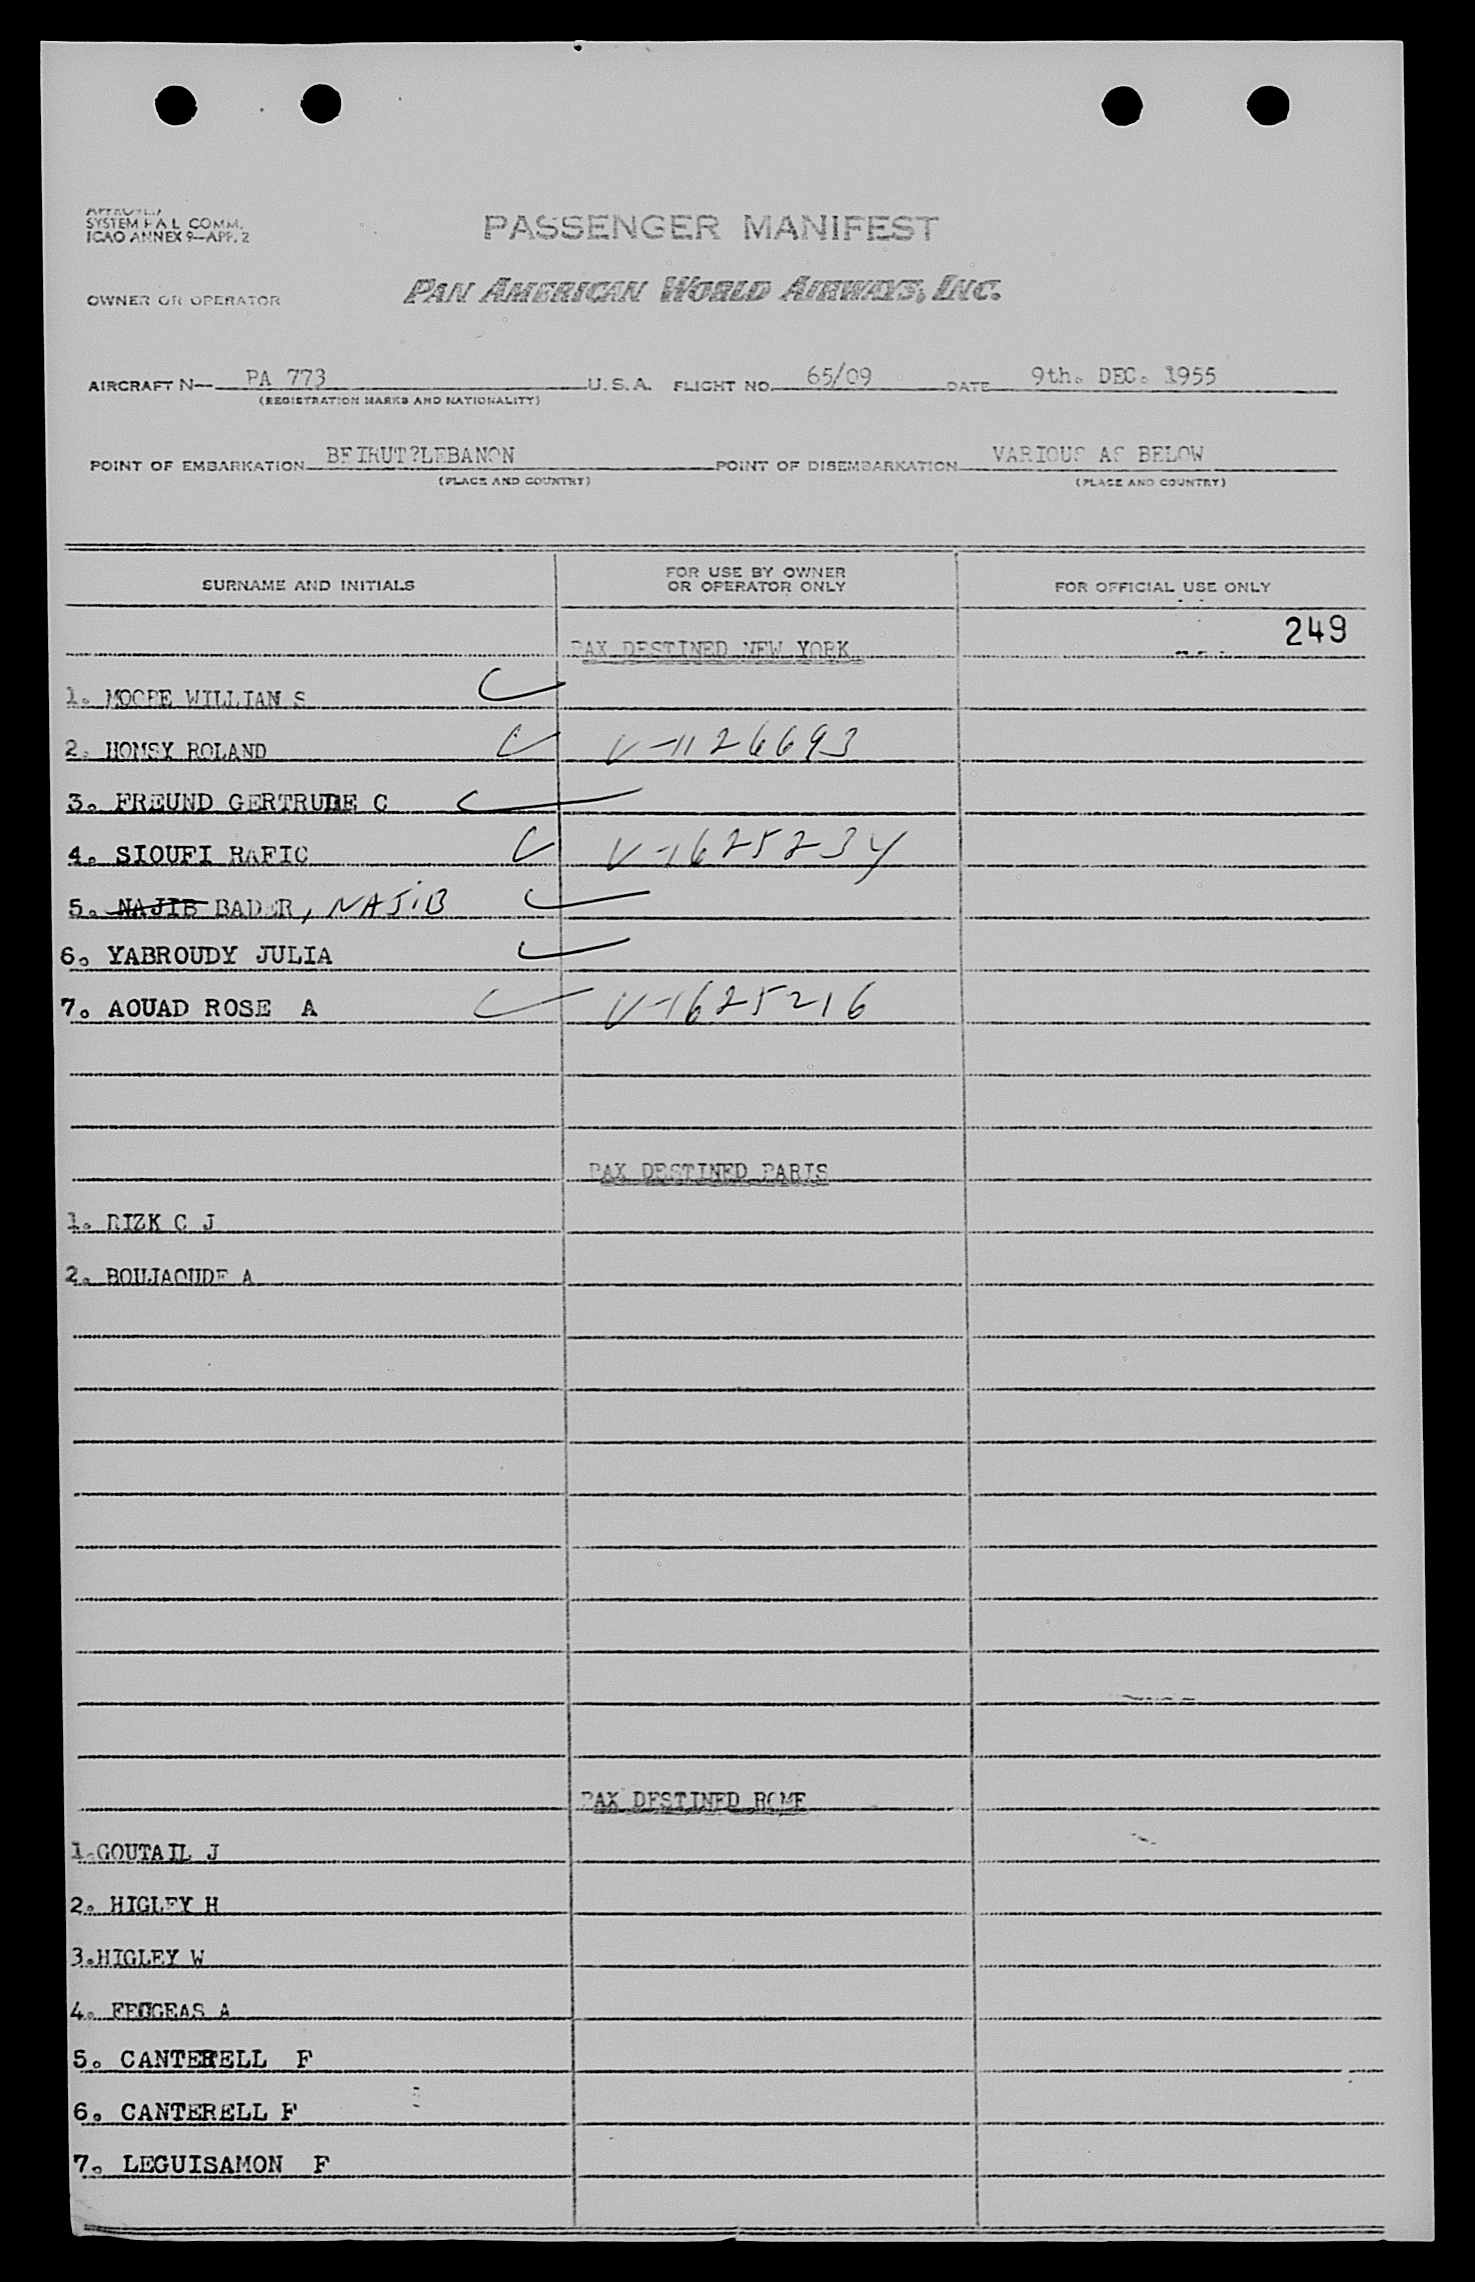 APPROVED
SYSTEM FAL COMM.
ICAO ANNEX 9—APP. 2
PASSENGER MANIFEST
OWNER OR OPERATOR
PAN AMERICAN WORLD AIRWAYS, INC.
AIRCRAFT N— PA 773 U.S.A. FLIGHT NO. 65/09 DATE 9th. DEC. 1955
(REGISTRATION MARKS AND NATIONALITY)
POINT OF EMBARKATION BEIRUT?LEBANON POINT OF DISEMBARKATION VARIOUS AS BELOW
(PLACE AND COUNTRY) (PLACE AND COUNTRY)
SURNAME AND INITIALS FOR USE BY OWNER OR OPERATOR ONLY FOR OFFICIAL USE ONLY
249
PAX DESTINED NEW YORK
1. MOORE WILLIAM S
2. HOMSY ROLAND V-1126693
3. FREUND GERTRUDE C
4. SIOUFI RAFIC V-1625234
5. NAJIB BADER, NAJIB
6. YABROUDY JULIA
7. AOUAD ROSE A V-1625216
PAX DESTINED PARIS
1. RIZK C J
2. BOUJAOUDE A
PAX DESTINED ROME
1.GOUTAIL J
2. HIGLEY H
3.HIGLEY W
4. A
5. CANTERELL F
6. CANTERELL F
7. LEGUISAMON F